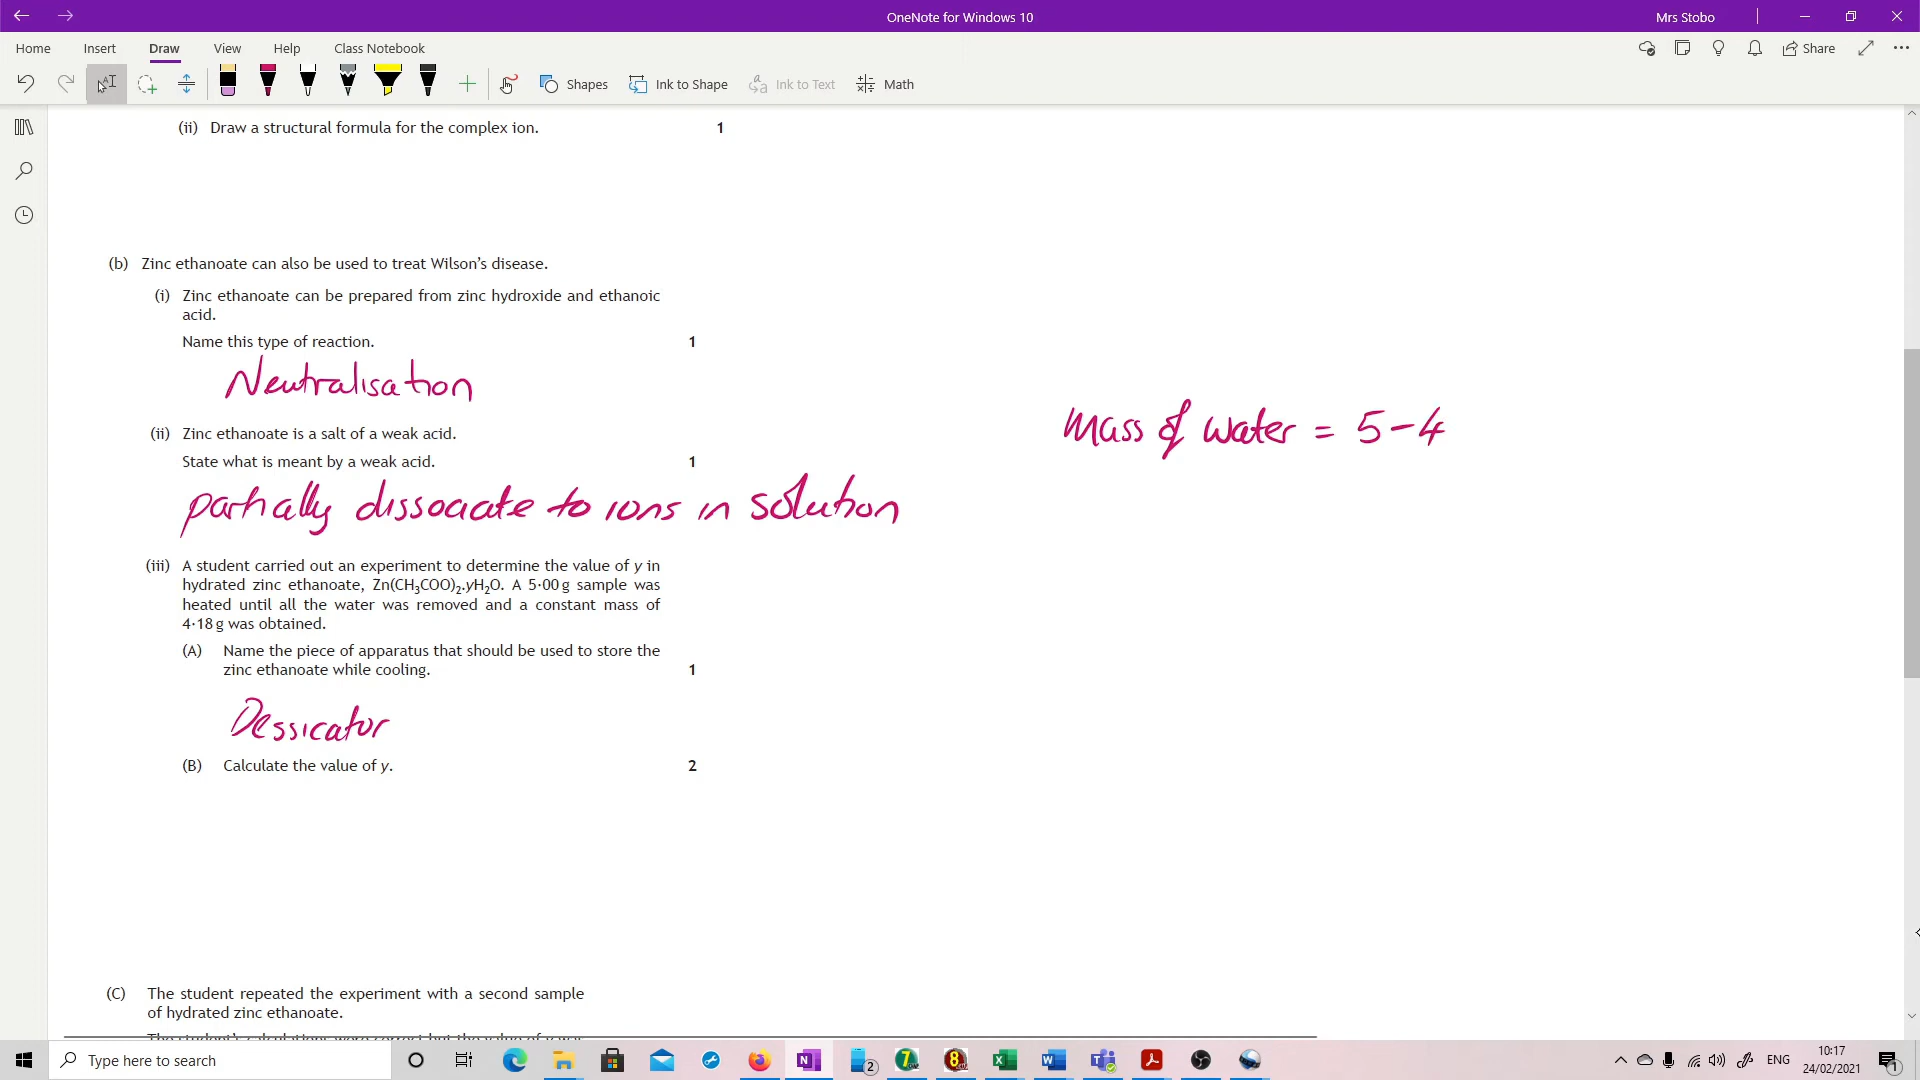 OneNote for Windows 10
Mrs Stobo
Home Insert Draw View Help Class Notebook
Share
Shapes Ink to Shape Ink to Text Math
(ii) Draw a structural formula for the complex ion. 1
(b) Zinc ethanoate can also be used to treat Wilson's disease.
(i) Zinc ethanoate can be prepared from zinc hydroxide and ethanoic
acid.
Name this type of reaction. 1
Neutralisation
(ii) Zinc ethanoate is a salt of a weak acid.
State what is meant by a weak acid. 1
partially dissociate to ions in solution
Mass of water = 5-4
(iii) A student carried out an experiment to determine the value of y in
hydrated zinc ethanoate, Zn(CH₃COO)₂.yH₂O. A 5·00 g sample was
heated until all the water was removed and a constant mass of
4·18 g was obtained.
(A) Name the piece of apparatus that should be used to store the
zinc ethanoate while cooling. 1
Dessicator
(B) Calculate the value of y. 2
(C) The student repeated the experiment with a second sample
of hydrated zinc ethanoate.
Type here to search
2
7
8
ENG
10:17
24/02/2021
1